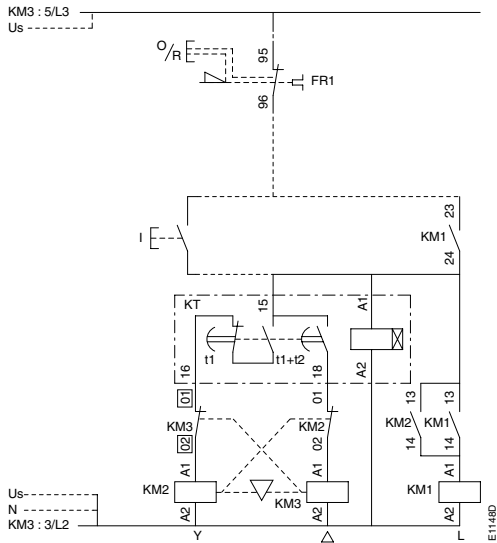 KM3 : 5/L3
Us
O/R
95
96
FR1
I
23
KM1
24
KT
15
A1
t1
t1+t2
16
18
A2
01
01
KM3
KM2
02
02
13
13
KM2
KM1
14
14
A1
A1
A1
KM2
KM3
KM1
A2
A2
A2
Us
N
KM3 : 3/L2
Y
L
E1148D